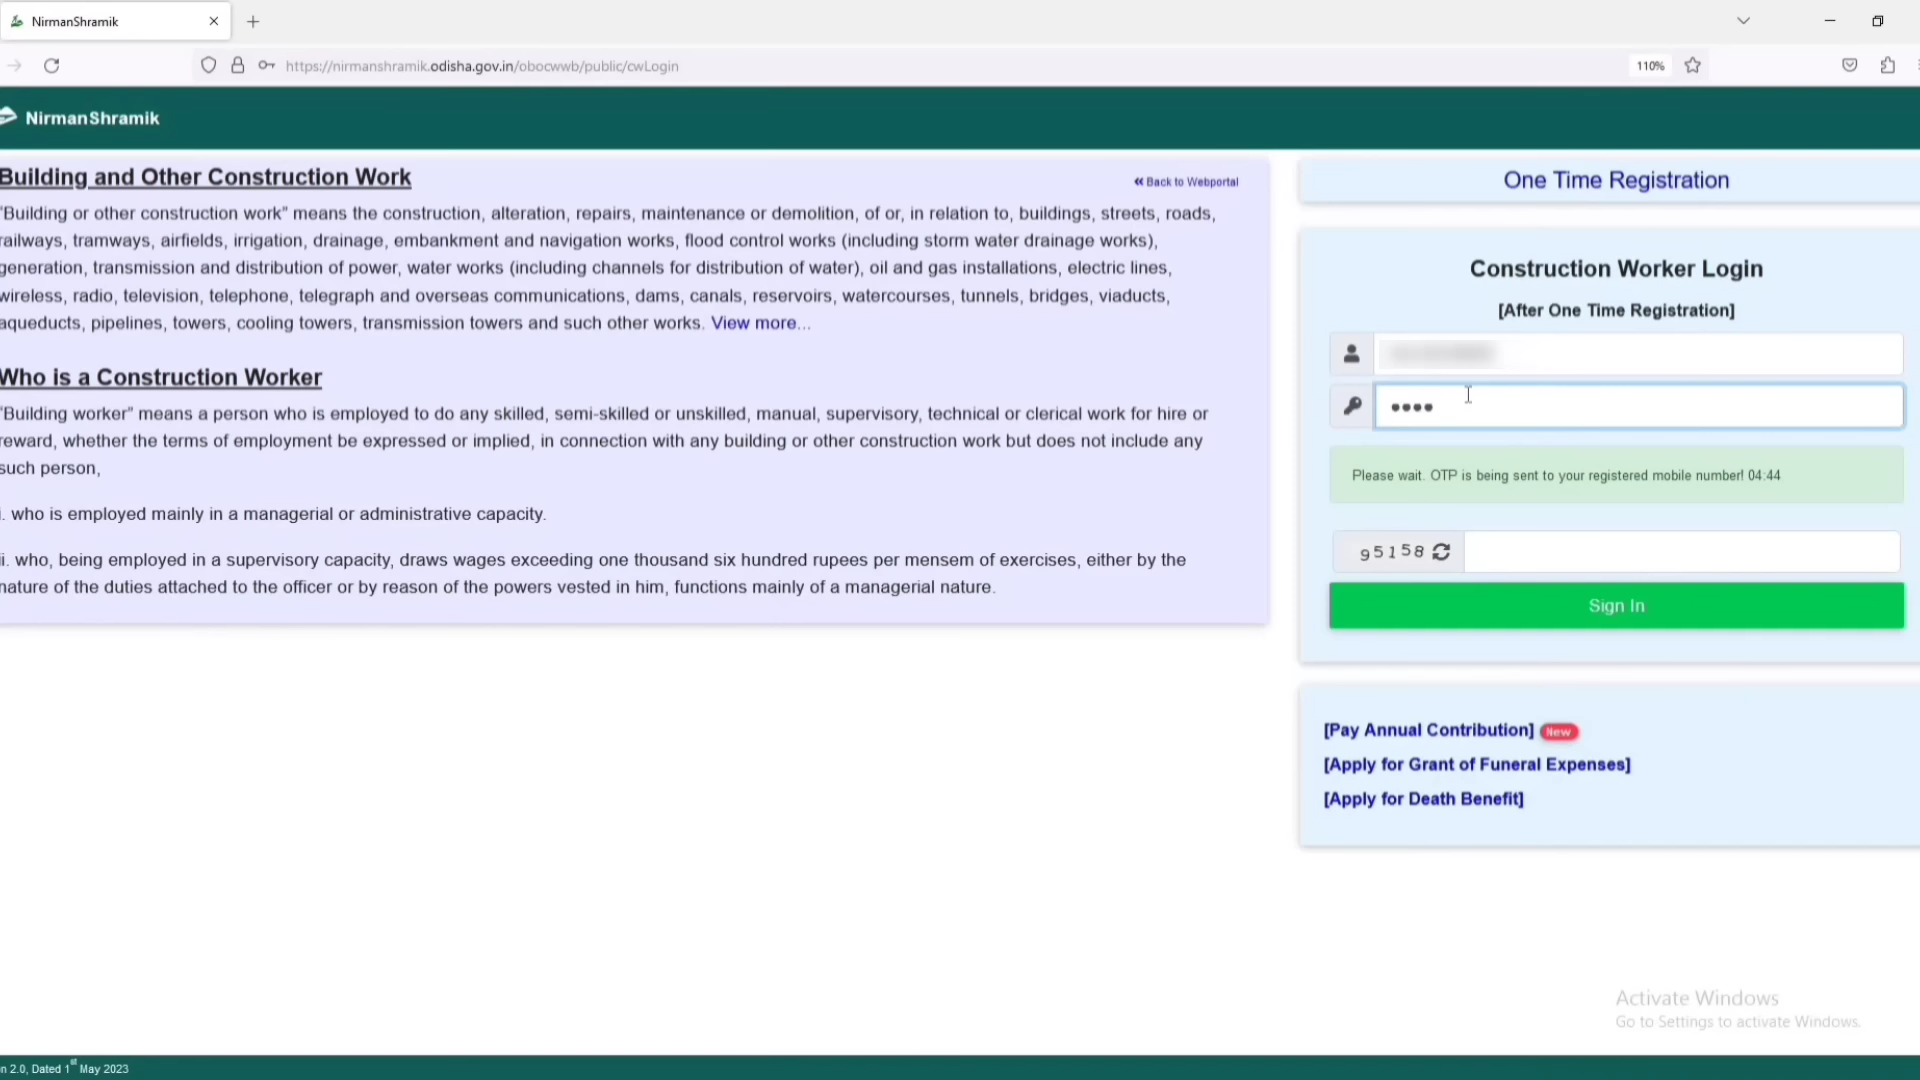 NirmanShramik
https://nirmanshramik.odisha.gov.in/obocwwb/public/cwLogin
110%
NirmanShramik
Building and Other Construction Work
« Back to Webportal
"Building or other construction work" means the construction, alteration, repairs, maintenance or demolition, of or, in relation to, buildings, streets, roads,
railways, tramways, airfields, irrigation, drainage, embankment and navigation works, flood control works (including storm water drainage works),
generation, transmission and distribution of power, water works (including channels for distribution of water), oil and gas installations, electric lines,
wireless, radio, television, telephone, telegraph and overseas communications, dams, canals, reservoirs, watercourses, tunnels, bridges, viaducts,
aqueducts, pipelines, towers, cooling towers, transmission towers and such other works. View more...
Who is a Construction Worker
"Building worker" means a person who is employed to do any skilled, semi-skilled or unskilled, manual, supervisory, technical or clerical work for hire or
reward, whether the terms of employment be expressed or implied, in connection with any building or other construction work but does not include any
such person,
i. who is employed mainly in a managerial or administrative capacity.
ii. who, being employed in a supervisory capacity, draws wages exceeding one thousand six hundred rupees per mensem of exercises, either by the
nature of the duties attached to the officer or by reason of the powers vested in him, functions mainly of a managerial nature.
One Time Registration
Construction Worker Login
[After One Time Registration]
Please wait. OTP is being sent to your registered mobile number! 04:44
95158
Sign In
[Pay Annual Contribution] New
[Apply for Grant of Funeral Expenses]
[Apply for Death Benefit]
Activate Windows
Go to Settings to activate Windows.
n 2.0, Dated 1st May 2023